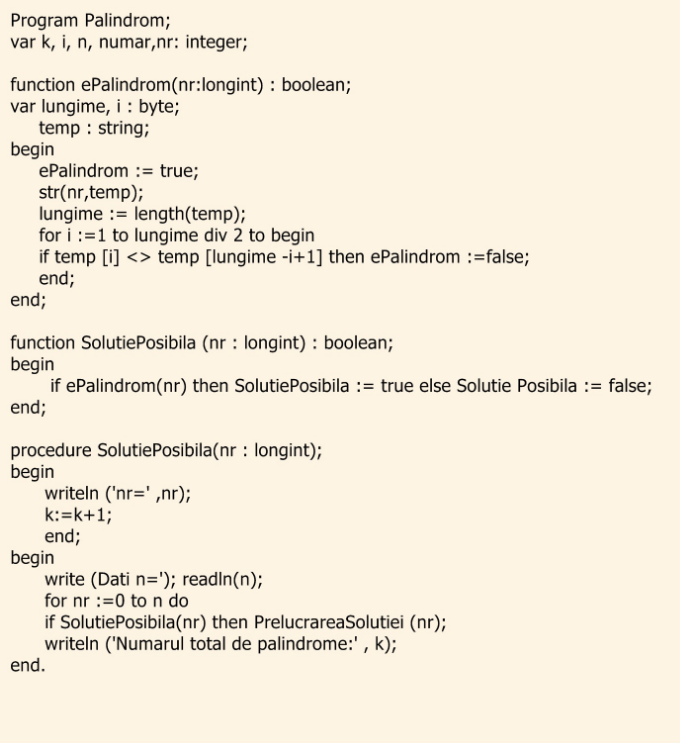 Program Palindrom;
var k, i, n, numar,nr: integer;
function ePalindrom(nr:longint) : boolean;
var lungime, i : byte;
temp : string;
begin
ePalindrom := true;
str(nr,temp);
lungime := length(temp);
for i :=1 to lungime div 2 to begin
if temp [i] <> temp [lungime -i+1] then ePalindrom :=false;
end;
end;
function SolutiePosibila (nr : longint) : boolean;
begin
if ePalindrom(nr) then SolutiePosibila := true else Solutie Posibila := false;
end;
procedure SolutiePosibila(nr : longint);
begin
writeln ('nr=' ,nr);
k:=k+1;
end;
begin
write (Dati n='); readln(n);
for nr :=0 to n do
if SolutiePosibila(nr) then PrelucrareaSolutiei (nr);
writeln ('Numarul total de palindrome:' , k);
end.